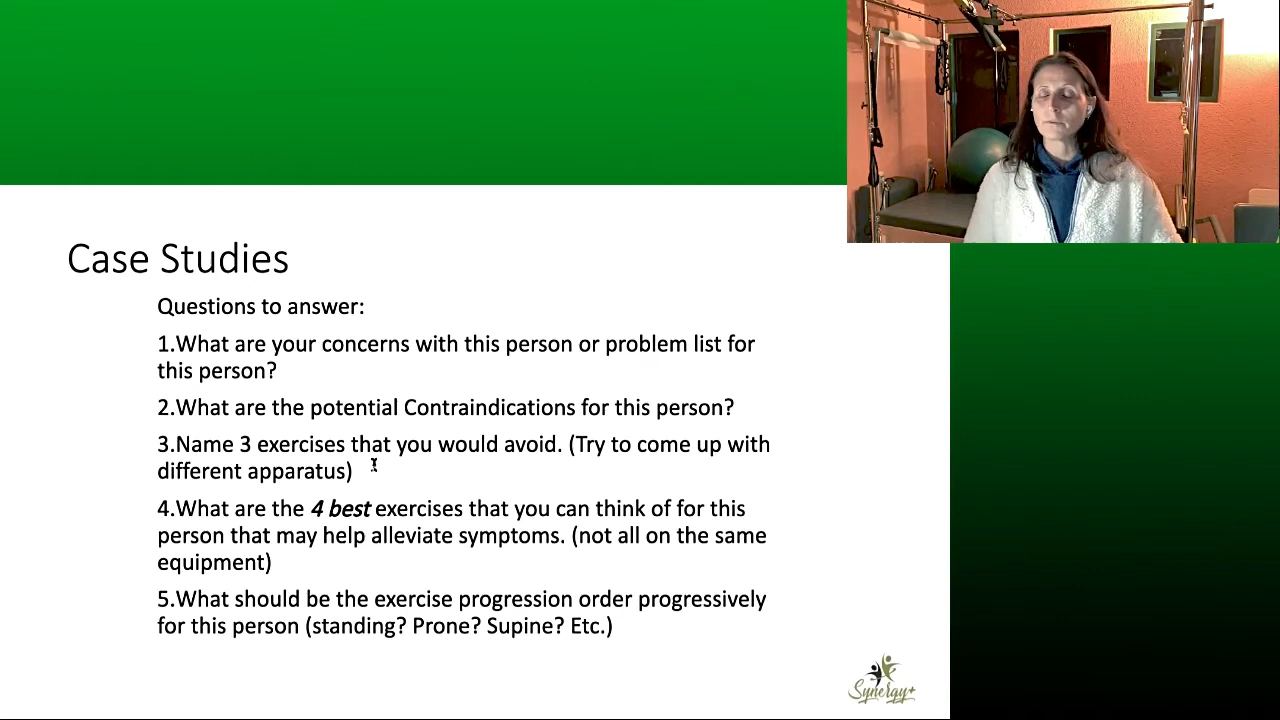 Case Studies
Questions to answer:
1.What are your concerns with this person or problem list for
this person?
2.What are the potential Contraindications for this person?
3.Name 3 exercises that you would avoid. (Try to come up with
different apparatus)
4.What are the 4 best exercises that you can think of for this
person that may help alleviate symptoms. (not all on the same
equipment)
5.What should be the exercise progression order progressively
for this person (standing? Prone? Supine? Etc.)
Synergy+